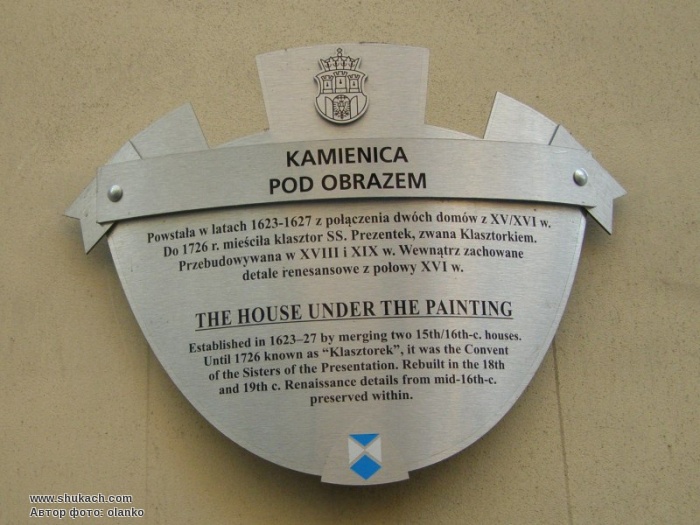 KAMIENICA
POD OBRAZEM
Powstała w latach 1623-1627 z połączenia dwóch domów z XV/XVI w.
Do 1726 r. mieściła klasztor SS. Prezentek, zwana Klasztorkiem.
Przebudowywana w XVIII i XIX w. Wewnątrz zachowane
detale renesansowe z połowy XVI w.
THE HOUSE UNDER THE PAINTING
Established in 1623–27 by merging two 15th/16th-c. houses.
Until 1726 known as “Klasztorek”, it was the Convent
of the Sisters of the Presentation. Rebuilt in the 18th
and 19th c. Renaissance details from mid-16th-c.
preserved within.
www.shukach.com
Автор фото: olanko